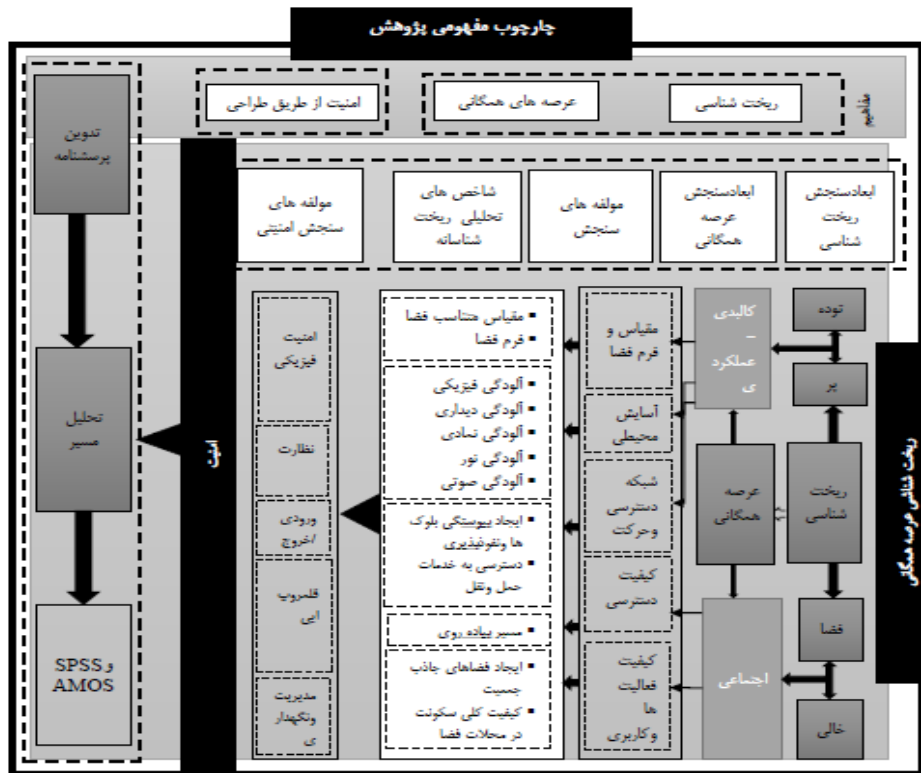 چارچوب مفهومی پژوهش
مفاهیم
ریخت شناسی
عرصه های همگانی
امنیت از طریق طراحی
ابعادسنجش
ریخت
شناسی
ابعادسنجش
عرصه
همگانی
مولفه های
سنجش
شاخص های
تحلیلی ریخت
شناسانه
مولفه های
سنجش امنیتی
ریخت شناسی عرصه همگانی
توده
پر
ریخت
شناسی
فضا
خالی
کالبدی
–
عملکرد
ی
عرصه
همگانی
اجتماعی
مقیاس و
فرم فضا
آسایش
محیطی
شبکه
دسترسی
وحرکت
کیفیت
دسترسی
کیفیت
فعالیت
ها
وکاربری
▪ مقیاس متناسب فضا
▪ فرم فضا
▪ آلودگی فیزیکی
▪ آلودگی دیداری
▪ آلودگی نمادی
▪ آلودگی نور
▪ آلودگی صوتی
▪ ایجاد پیوستگی بلوک
ها ونفوذپذیری
▪ دسترسی به خدمات
حمل ونقل
▪ مسیر پیاده روی
▪ ایجاد فضاهای جاذب
جمعیت
▪ کیفیت کلی سکونت
در محلات فضا
امنیت
فیزیکی
نظارت
ورودی
/خروج
قلمروپ
ایی
مدیریت
ونگهدار
ی
امنیت
تدوین
پرسشنامه
تحلیل
مسیر
SPSS و
AMOS